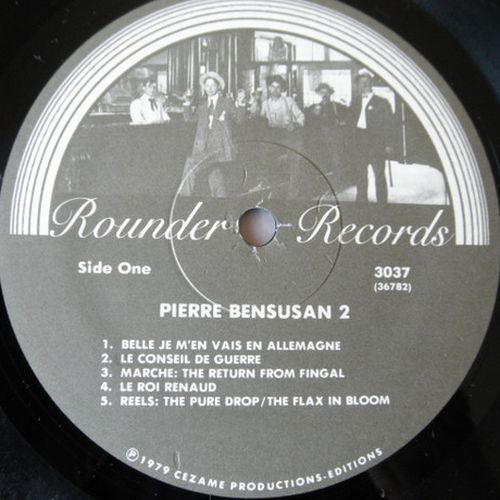 Rounder Records
Side One
3037
(36782)
PIERRE BENSUSAN 2
1. BELLE JE M'EN VAIS EN ALLEMAGNE
2. LE CONSEIL DE GUERRE
3. MARCHE: THE RETURN FROM FINGAL
4. LE ROI RENAUD
5. REELS: THE PURE DROP/THE FLAX IN BLOOM
Ⓟ 1979 CEZAME PRODUCTIONS-EDITIONS